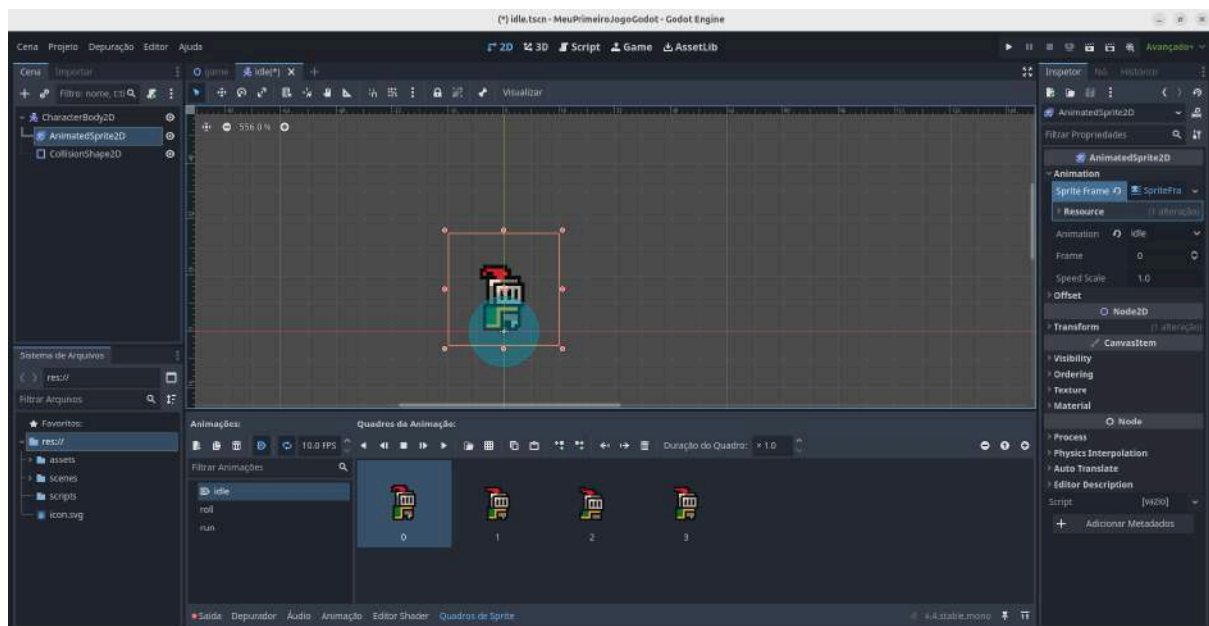 (*) idle.tscn - MeuPrimeiroJogoGodot - Godot Engine
Cena Projeto Depuração Editor Ajuda
2D 3D Script Game AssetLib
Avançado+
Cena Importar
game idle(*) X +
Inspetor Nó Histórico
Filtro: nome, t:ti
Visualizar
CharacterBody2D
AnimatedSprite2D
CollisionShape2D
556.0 %
AnimatedSprite2D
Filtrar Propriedades
AnimatedSprite2D
Animation
Sprite Frame SpriteFra
Resource (1 alteração)
Animation idle
Frame 0
Speed Scale 1.0
Offset
Node2D
Transform (1 alteração)
CanvasItem
Visibility
Ordering
Texture
Material
Node
Process
Physics Interpolation
Auto Translate
Editor Description
Script [vazio]
+ Adicionar Metadados
Sistema de Arquivos
res://
Filtrar Arquivos
Favoritos:
res://
assets
scenes
scripts
icon.svg
Animações:
10.0 FPS
Filtrar Animações
idle
roll
run
Quadros da Animação:
Duração do Quadro: × 1.0
0 1 2 3
Saída Depurador Áudio Animação Editor Shader Quadros de Sprite
4.4.stable.mono